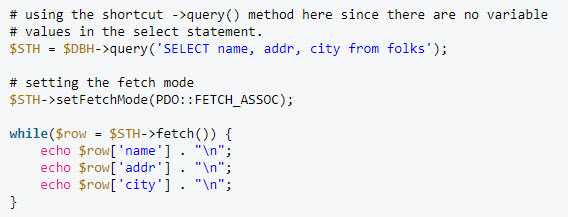 # using the shortcut ->query() method here since there are no variable
# values in the select statement.
$STH = $DBH->query('SELECT name, addr, city from folks');
# setting the fetch mode
$STH->setFetchMode(PDO::FETCH_ASSOC);
while($row = $STH->fetch()) {
    echo $row['name'] . "\n";
    echo $row['addr'] . "\n";
    echo $row['city'] . "\n";
}